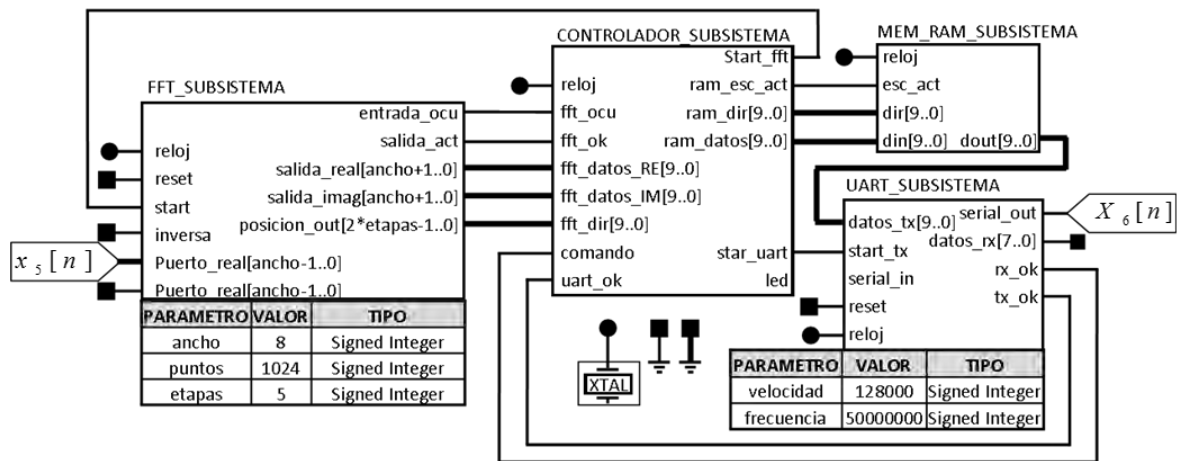 FFT_SUBSISTEMA
entrada_ocu
salida_act
reloj
salida_real[ancho+1..0]
reset
salida_imag[ancho+1..0]
start
posicion_out[2*etapas-1..0]
inversa
x5[n]
Puerto_real[ancho-1..0]
Puerto_real[ancho-1..0]
PARAMETRO VALOR TIPO
ancho 8 Signed Integer
puntos 1024 Signed Integer
etapas 5 Signed Integer
CONTROLADOR_SUBSISTEMA
Start_fft
reloj ram_esc_act
fft_ocu ram_dir[9..0]
fft_ok ram_datos[9..0]
fft_datos_RE[9..0]
fft_datos_IM[9..0]
fft_dir[9..0]
comando star_uart
uart_ok led
XTAL
MEM_RAM_SUBSISTEMA
reloj
esc_act
dir[9..0]
din[9..0] dout[9..0]
UART_SUBSISTEMA
datos_tx[9..0] serial_out
X6[n]
datos_rx[7..0]
start_tx
rx_ok
serial_in
tx_ok
reset
reloj
PARAMETRO VALOR TIPO
velocidad 128000 Signed Integer
frecuencia 50000000 Signed Integer